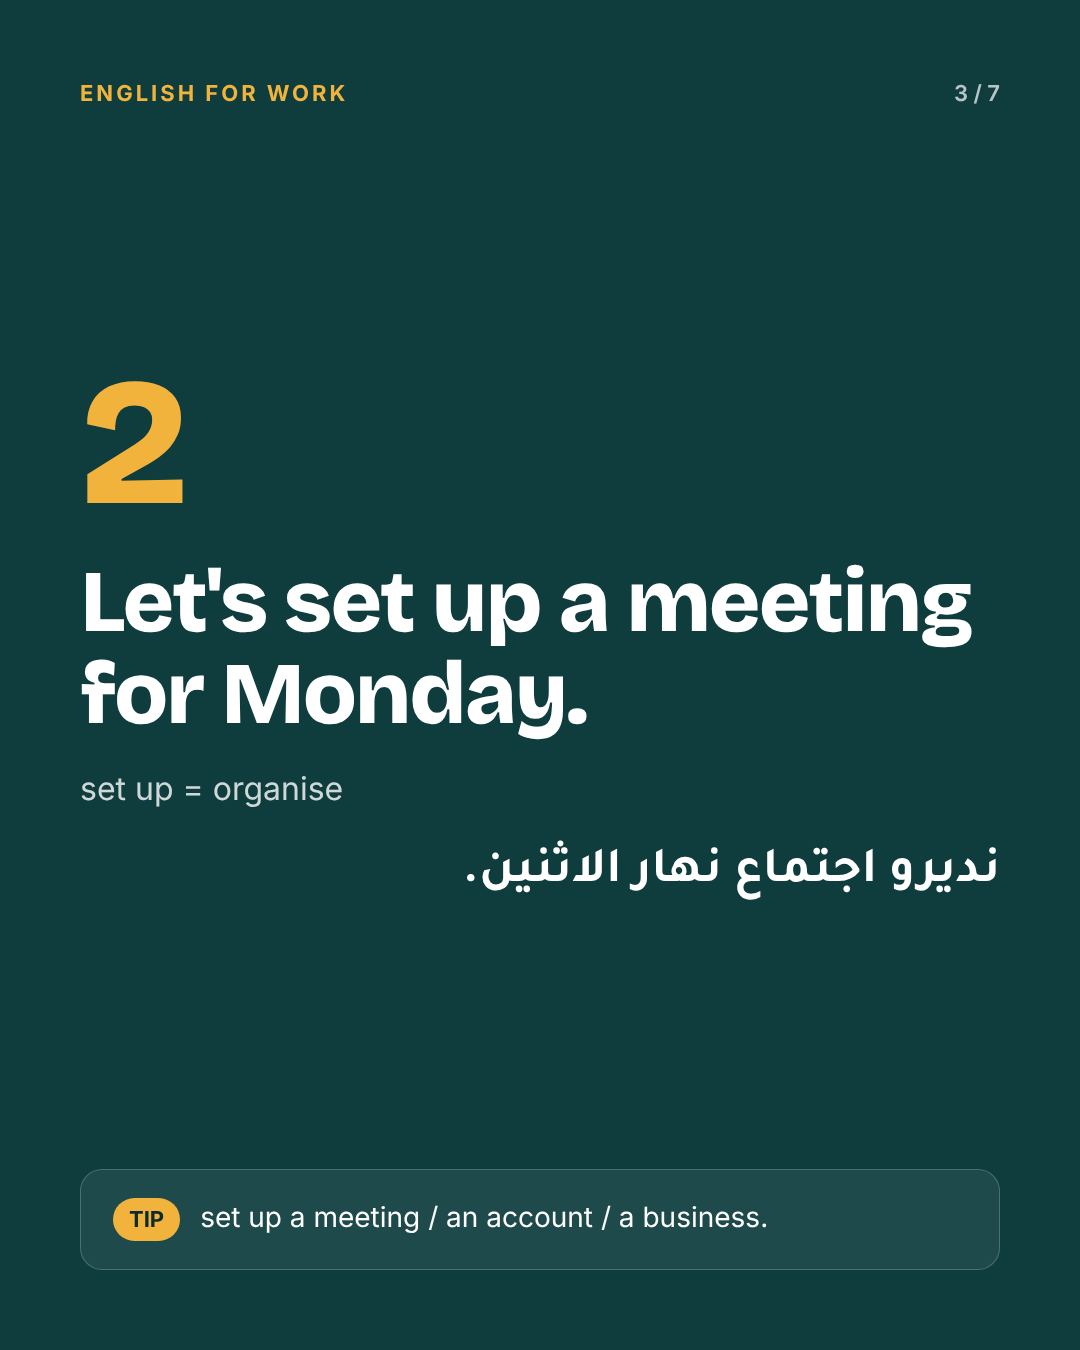 ENGLISH FOR WORK
3 / 7
2
Let's set up a meeting
for Monday.
set up = organise
نديرو اجتماع نهار الاثنين.
TIP
set up a meeting / an account / a business.